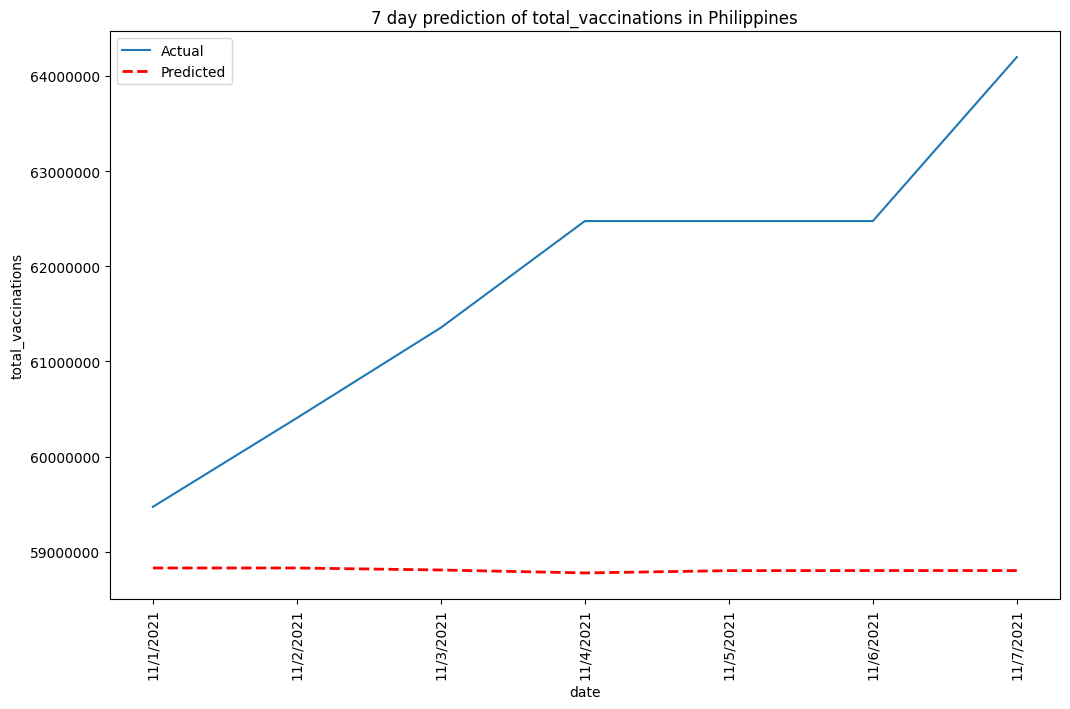 7 day prediction of total_vaccinations in Philippines
Actual
Predicted
64000000
63000000
62000000
61000000
60000000
59000000
total_vaccinations
11/1/2021
11/2/2021
11/3/2021
11/4/2021
11/5/2021
11/6/2021
11/7/2021
date